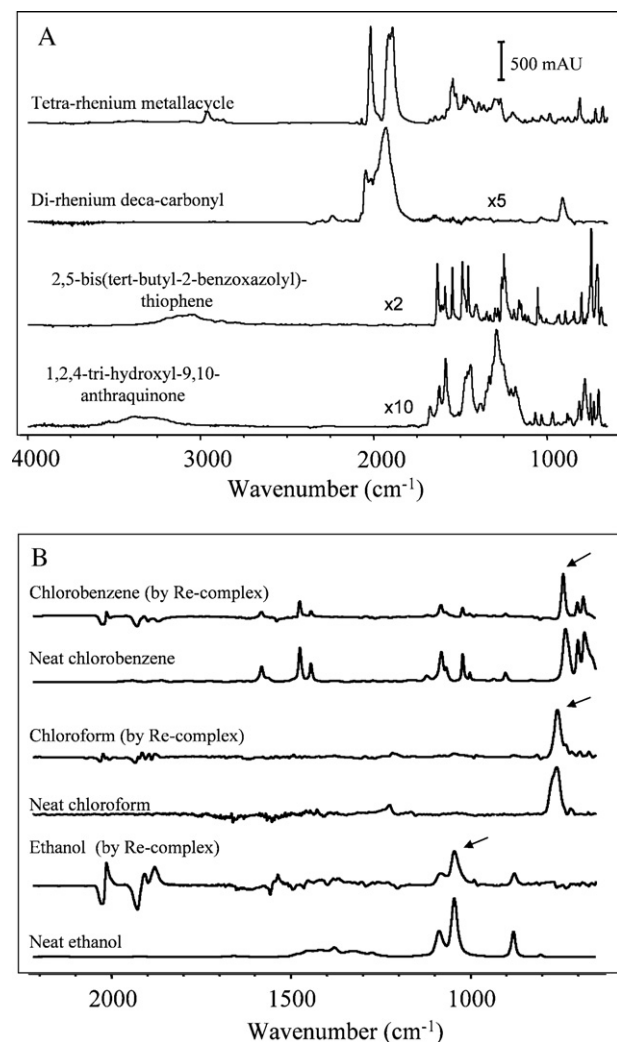 A
500 mAU
Tetra-rhenium metallacycle
Di-rhenium deca-carbonyl
x5
2,5-bis(tert-butyl-2-benzoxazolyl)-
thiophene
x2
1,2,4-tri-hydroxyl-9,10-
anthraquinone
x10
4000 3000 2000 1000
Wavenumber (cm-1)
B
Chlorobenzene (by Re-complex)
Neat chlorobenzene
Chloroform (by Re-complex)
Neat chloroform
Ethanol (by Re-complex)
Neat ethanol
2000 1500 1000
Wavenumber (cm-1)